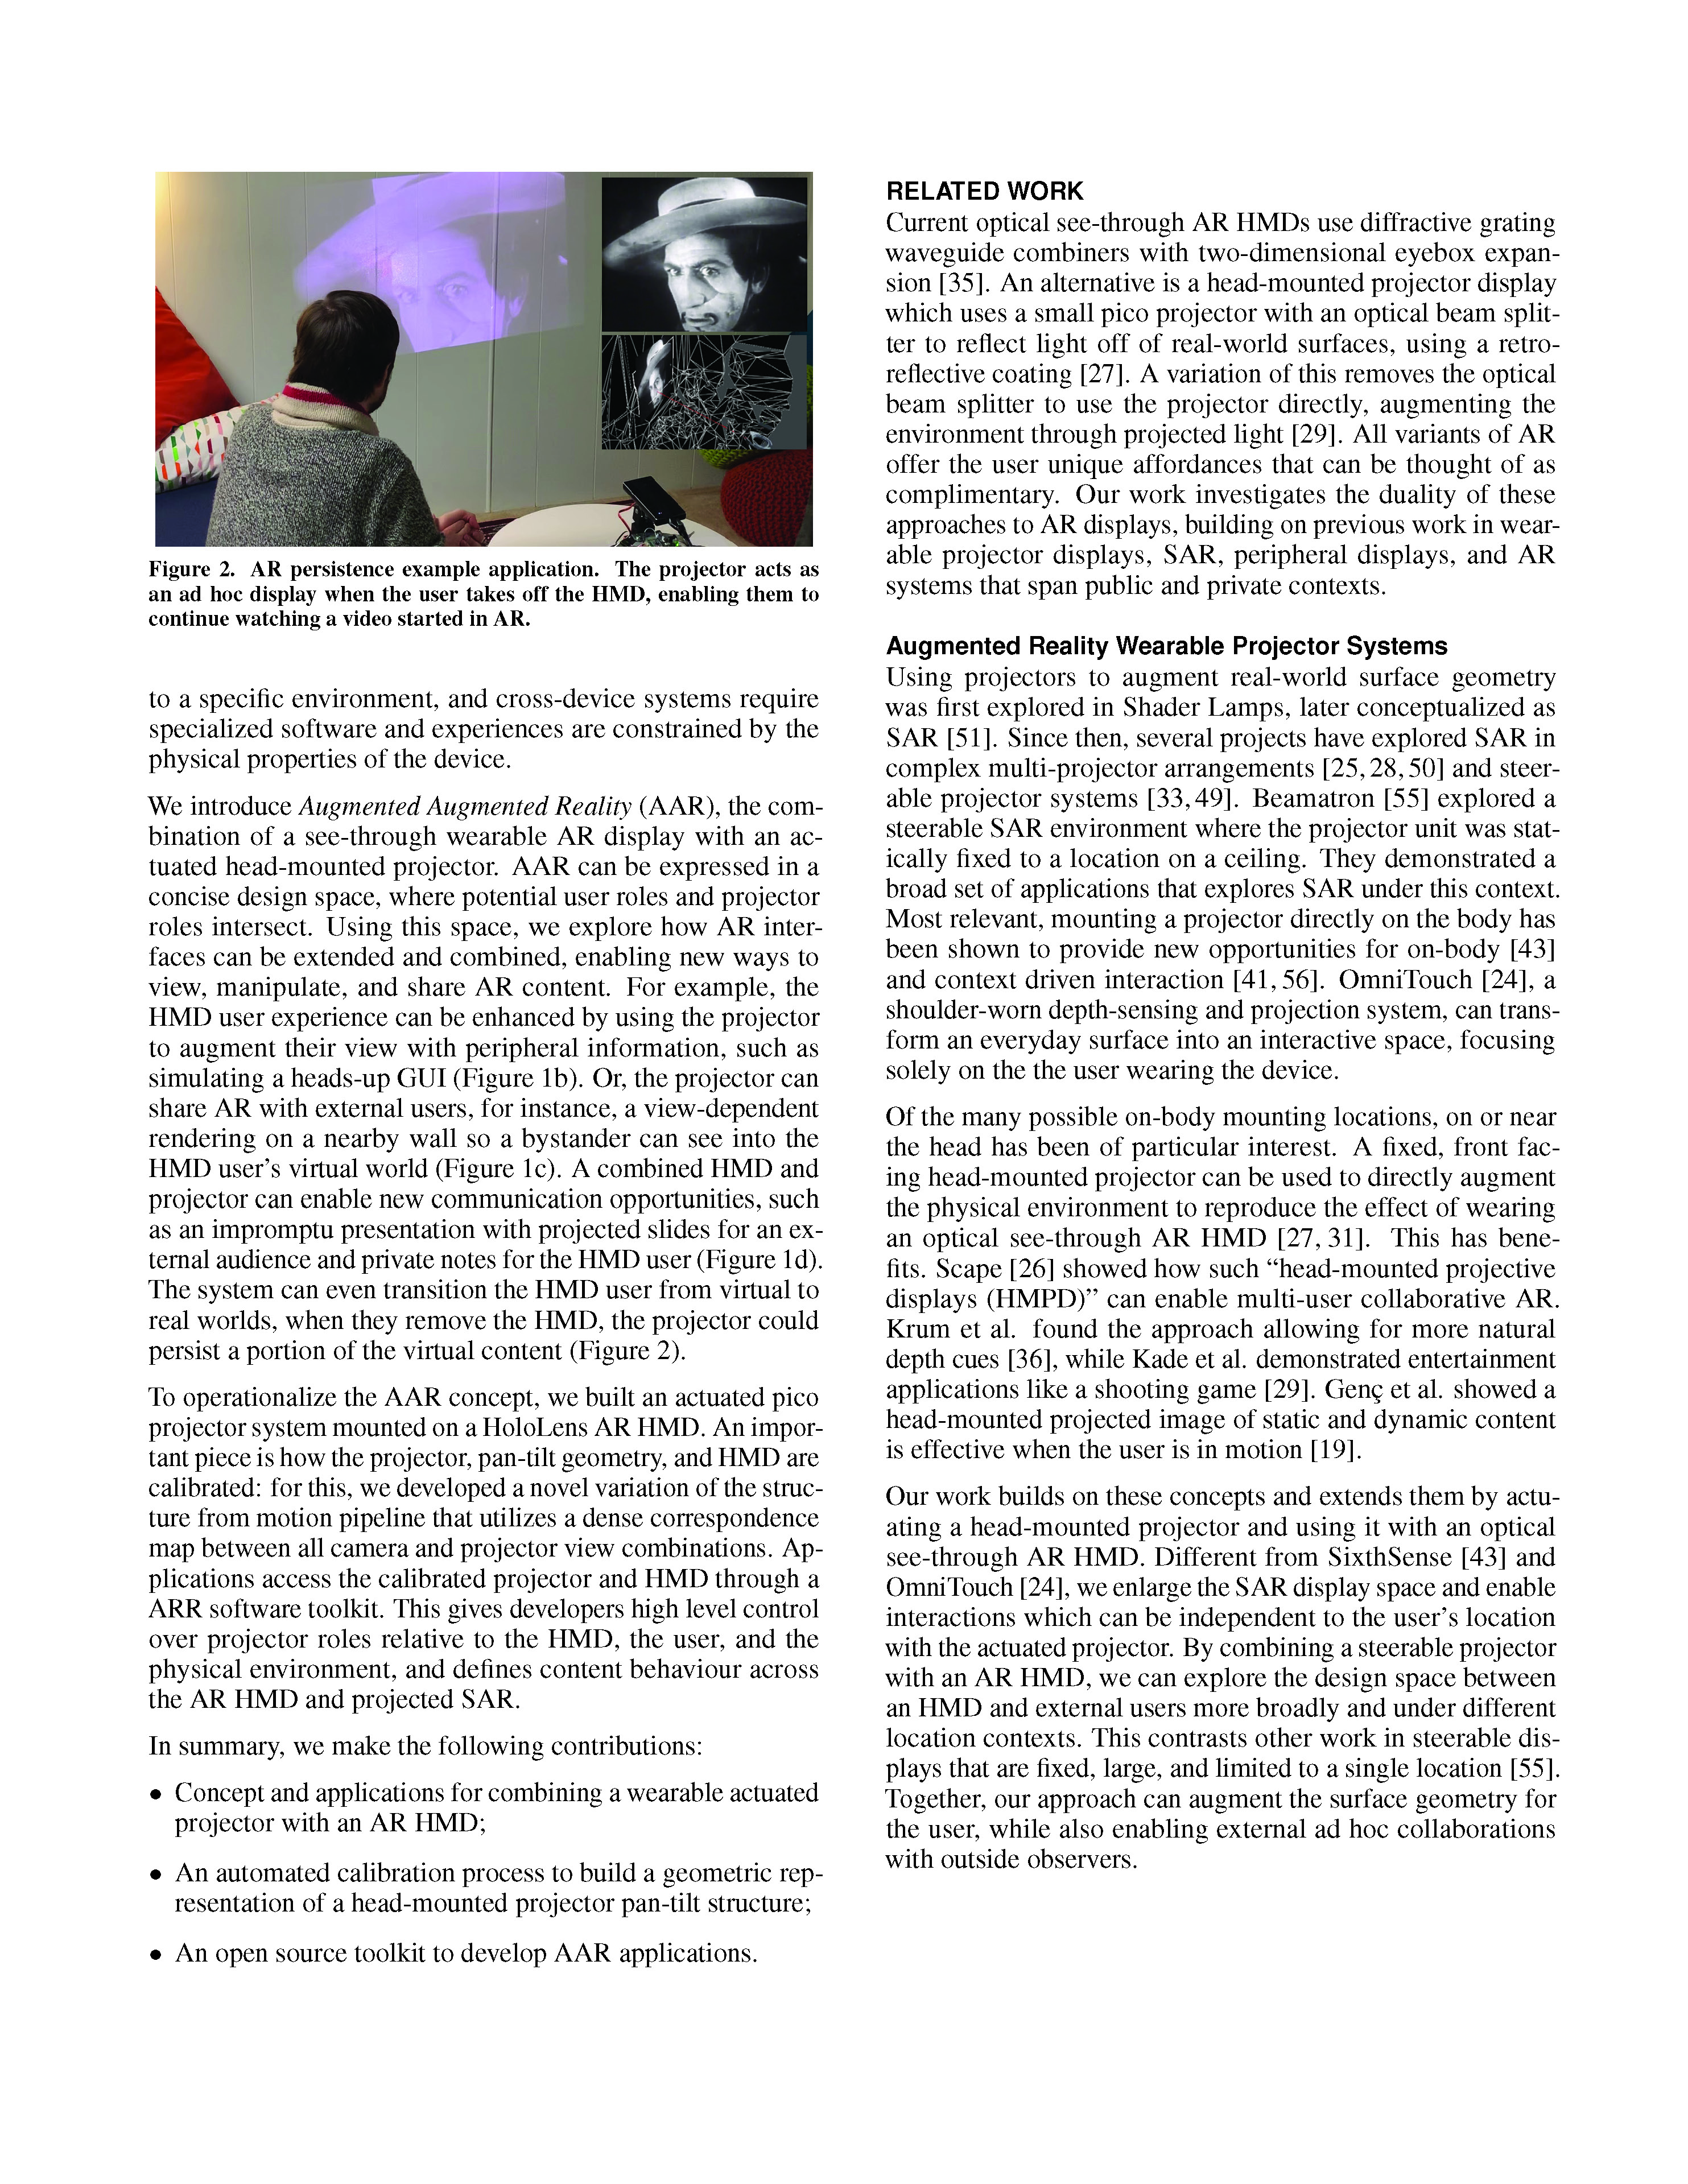 Figure 2. AR persistence example application. The projector acts as
an ad hoc display when the user takes off the HMD, enabling them to
continue watching a video started in AR.
to a specific environment, and cross-device systems require
specialized software and experiences are constrained by the
physical properties of the device.
We introduce Augmented Augmented Reality (AAR), the com-
bination of a see-through wearable AR display with an ac-
tuated head-mounted projector. AAR can be expressed in a
concise design space, where potential user roles and projector
roles intersect. Using this space, we explore how AR inter-
faces can be extended and combined, enabling new ways to
view, manipulate, and share AR content. For example, the
HMD user experience can be enhanced by using the projector
to augment their view with peripheral information, such as
simulating a heads-up GUI (Figure 1b). Or, the projector can
share AR with external users, for instance, a view-dependent
rendering on a nearby wall so a bystander can see into the
HMD user's virtual world (Figure 1c). A combined HMD and
projector can enable new communication opportunities, such
as an impromptu presentation with projected slides for an ex-
ternal audience and private notes for the HMD user (Figure 1d).
The system can even transition the HMD user from virtual to
real worlds, when they remove the HMD, the projector could
persist a portion of the virtual content (Figure 2).
To operationalize the AAR concept, we built an actuated pico
projector system mounted on a HoloLens AR HMD. An impor-
tant piece is how the projector, pan-tilt geometry, and HMD are
calibrated: for this, we developed a novel variation of the struc-
ture from motion pipeline that utilizes a dense correspondence
map between all camera and projector view combinations. Ap-
plications access the calibrated projector and HMD through a
ARR software toolkit. This gives developers high level control
over projector roles relative to the HMD, the user, and the
physical environment, and defines content behaviour across
the AR HMD and projected SAR.
In summary, we make the following contributions:
• Concept and applications for combining a wearable actuated
projector with an AR HMD;
• An automated calibration process to build a geometric rep-
resentation of a head-mounted projector pan-tilt structure;
• An open source toolkit to develop AAR applications.
RELATED WORK
Current optical see-through AR HMDs use diffractive grating
waveguide combiners with two-dimensional eyebox expan-
sion [35]. An alternative is a head-mounted projector display
which uses a small pico projector with an optical beam split-
ter to reflect light off of real-world surfaces, using a retro-
reflective coating [27]. A variation of this removes the optical
beam splitter to use the projector directly, augmenting the
environment through projected light [29]. All variants of AR
offer the user unique affordances that can be thought of as
complimentary. Our work investigates the duality of these
approaches to AR displays, building on previous work in wear-
able projector displays, SAR, peripheral displays, and AR
systems that span public and private contexts.
Augmented Reality Wearable Projector Systems
Using projectors to augment real-world surface geometry
was first explored in Shader Lamps, later conceptualized as
SAR [51]. Since then, several projects have explored SAR in
complex multi-projector arrangements [25, 28, 50] and steer-
able projector systems [33, 49]. Beamatron [55] explored a
steerable SAR environment where the projector unit was stat-
ically fixed to a location on a ceiling. They demonstrated a
broad set of applications that explores SAR under this context.
Most relevant, mounting a projector directly on the body has
been shown to provide new opportunities for on-body [43]
and context driven interaction [41, 56]. OmniTouch [24], a
shoulder-worn depth-sensing and projection system, can trans-
form an everyday surface into an interactive space, focusing
solely on the the user wearing the device.
Of the many possible on-body mounting locations, on or near
the head has been of particular interest. A fixed, front fac-
ing head-mounted projector can be used to directly augment
the physical environment to reproduce the effect of wearing
an optical see-through AR HMD [27, 31]. This has bene-
fits. Scape [26] showed how such “head-mounted projective
displays (HMPD)” can enable multi-user collaborative AR.
Krum et al. found the approach allowing for more natural
depth cues [36], while Kade et al. demonstrated entertainment
applications like a shooting game [29]. Genç et al. showed a
head-mounted projected image of static and dynamic content
is effective when the user is in motion [19].
Our work builds on these concepts and extends them by actu-
ating a head-mounted projector and using it with an optical
see-through AR HMD. Different from SixthSense [43] and
OmniTouch [24], we enlarge the SAR display space and enable
interactions which can be independent to the user's location
with the actuated projector. By combining a steerable projector
with an AR HMD, we can explore the design space between
an HMD and external users more broadly and under different
location contexts. This contrasts other work in steerable dis-
plays that are fixed, large, and limited to a single location [55].
Together, our approach can augment the surface geometry for
the user, while also enabling external ad hoc collaborations
with outside observers.